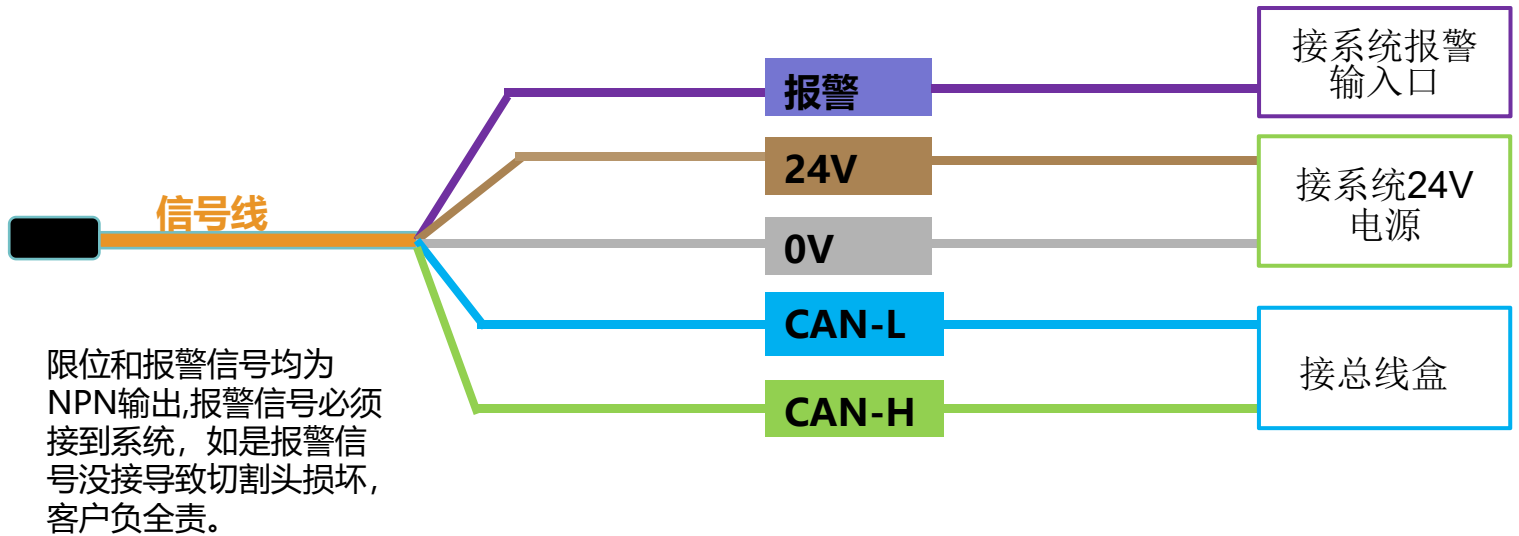 信号线
报警
24V
0V
CAN-L
CAN-H
接系统报警
输入口
接系统24V
电源
接总线盒
限位和报警信号均为
NPN输出,报警信号必须
接到系统，如是报警信
号没接导致切割头损坏，
客户负全责。